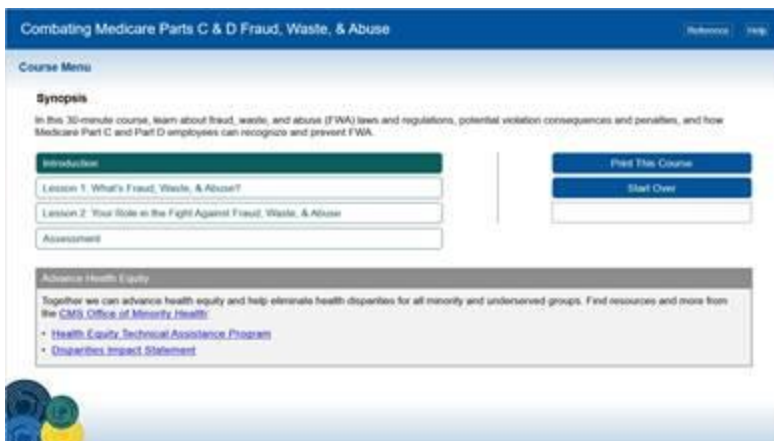 Combating Medicare Parts C & D Fraud, Waste, & Abuse
Reference
Help
Course Menu
Synopsis
In this 30-minute course, learn about fraud, waste, and abuse (FWA) laws and regulations, potential violation consequences and penalties, and how
Medicare Part C and Part D employees can recognize and prevent FWA.
Introduction
Print This Course
Lesson 1: What's Fraud, Waste, & Abuse?
Start Over
Lesson 2: Your Role in the Fight Against Fraud, Waste, & Abuse
Assessment
Advance Health Equity
Together we can advance health equity and help eliminate health disparities for all minority and underserved groups. Find resources and more from
the CMS Office of Minority Health:
• Health Equity Technical Assistance Program
• Disparities Impact Statement